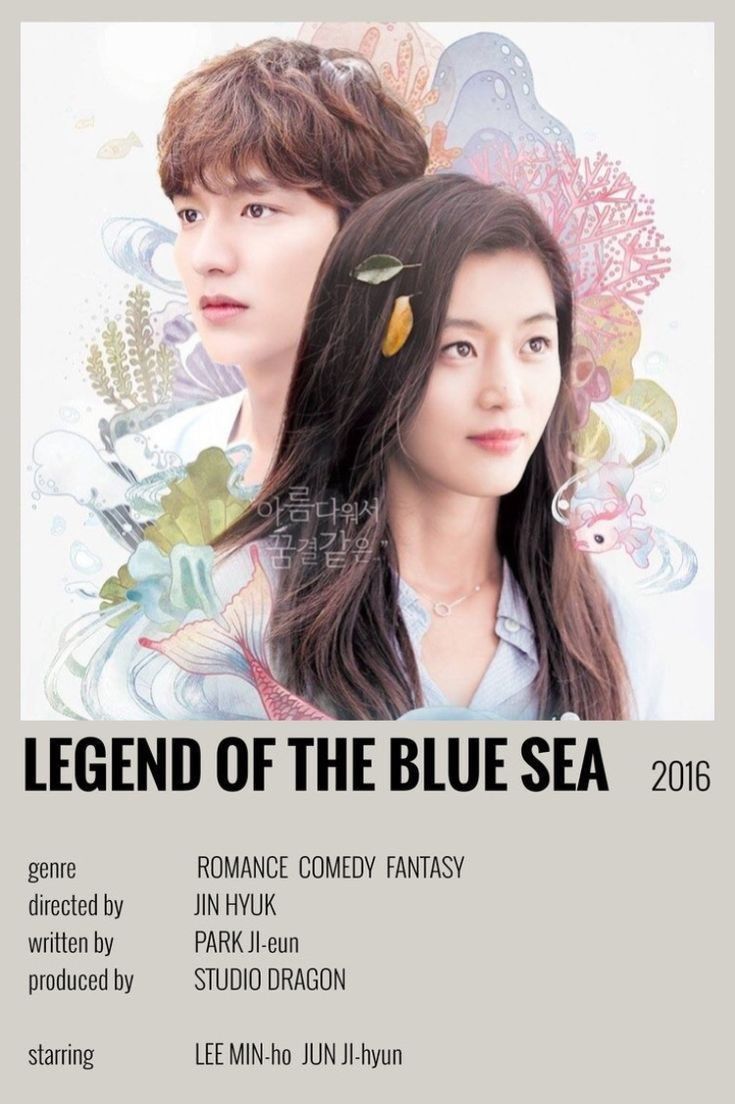 아름다워서
꿈결같은.."
LEGEND OF THE BLUE SEA 2016
genre ROMANCE COMEDY FANTASY
directed by JIN HYUK
written by PARK JI-eun
produced by STUDIO DRAGON
starring LEE MIN-ho JUN JI-hyun